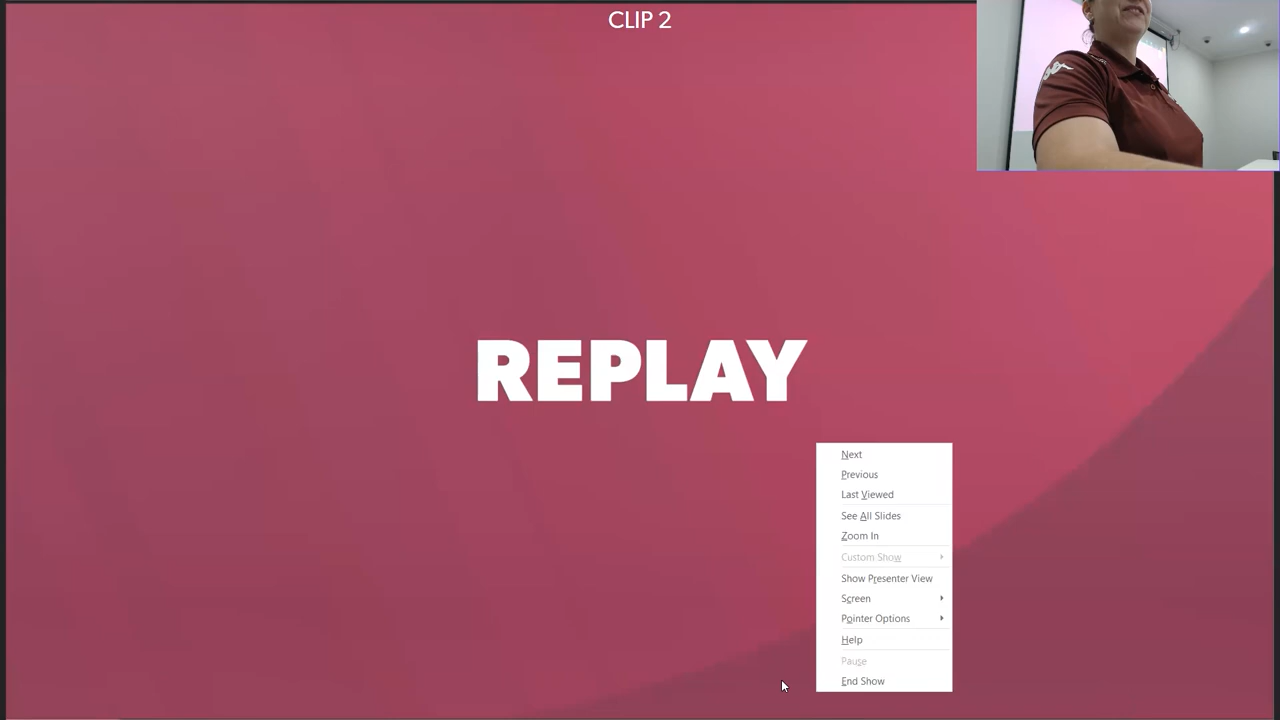 CLIP 2
REPLAY
Next
Previous
Last Viewed
See All Slides
Zoom In
Custom Show
Show Presenter View
Screen
Pointer Options
Help
Pause
End Show